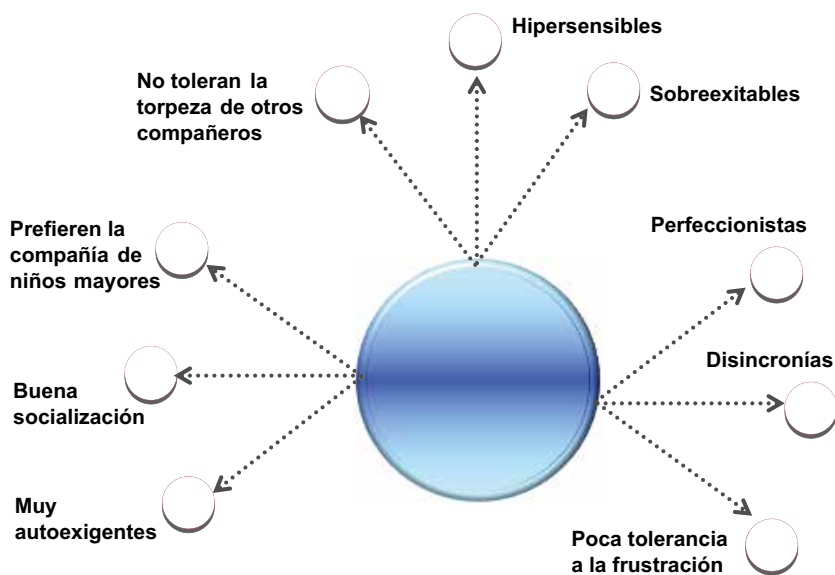 Hipersensibles
No toleran la
torpeza de otros
compañeros
Sobreexitables
Prefieren la
compañía de
niños mayores
Perfeccionistas
Disincronías
Buena
socialización
Muy
autoexigentes
Poca tolerancia
a la frustración